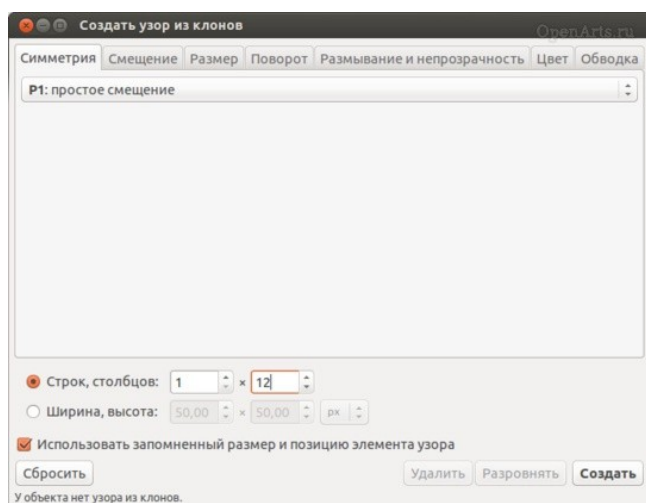 Создать узор из клонов
OpenArts.ru
Симметрия Смещение Размер Поворот Размывание и непрозрачность Цвет Обводка
P1: простое смещение
Строк, столбцов: 1 × 12
Ширина, высота: 50,00 × 50,00 px
Использовать запомненный размер и позицию элемента узора
Сбросить Удалить Разровнять Создать
У объекта нет узора из клонов.